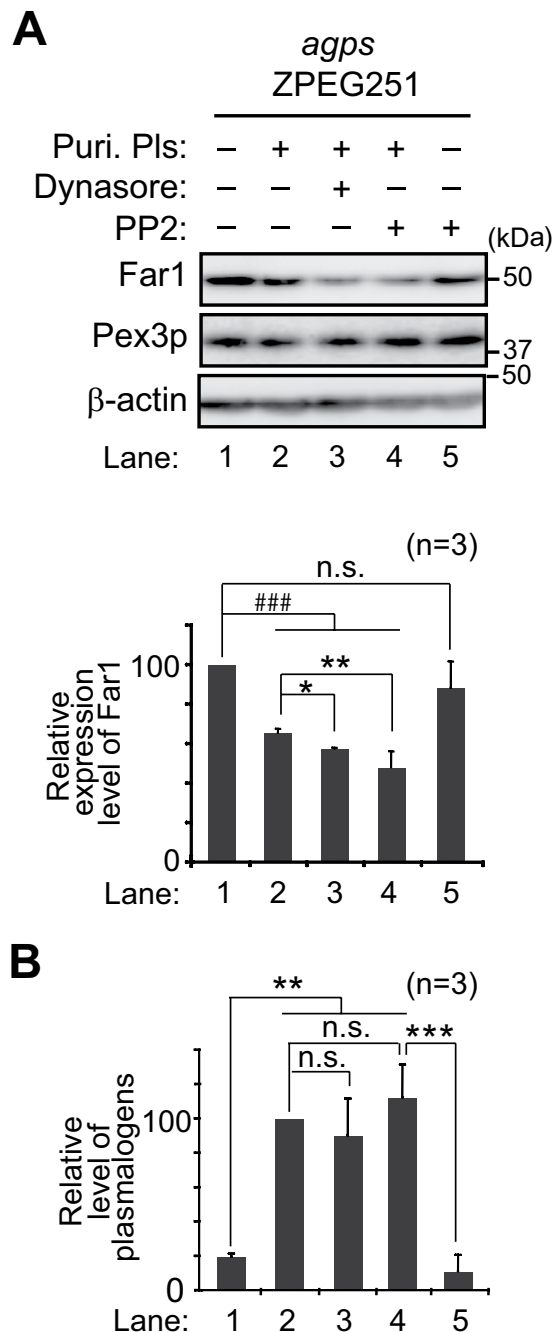 A
agps
ZPEG251
Puri. Pls: – + + + –
Dynasore: – – + – –
PP2: – – – + +
(kDa)
Far1
50
Pex3p
37
50
β-actin
Lane: 1 2 3 4 5
(n=3)
n.s.
###
**
*
100
Relative
expression
level of Far1
0
Lane: 1 2 3 4 5
B
(n=3)
**
n.s.
***
n.s.
100
Relative
level of
plasmalogens
0
Lane: 1 2 3 4 5